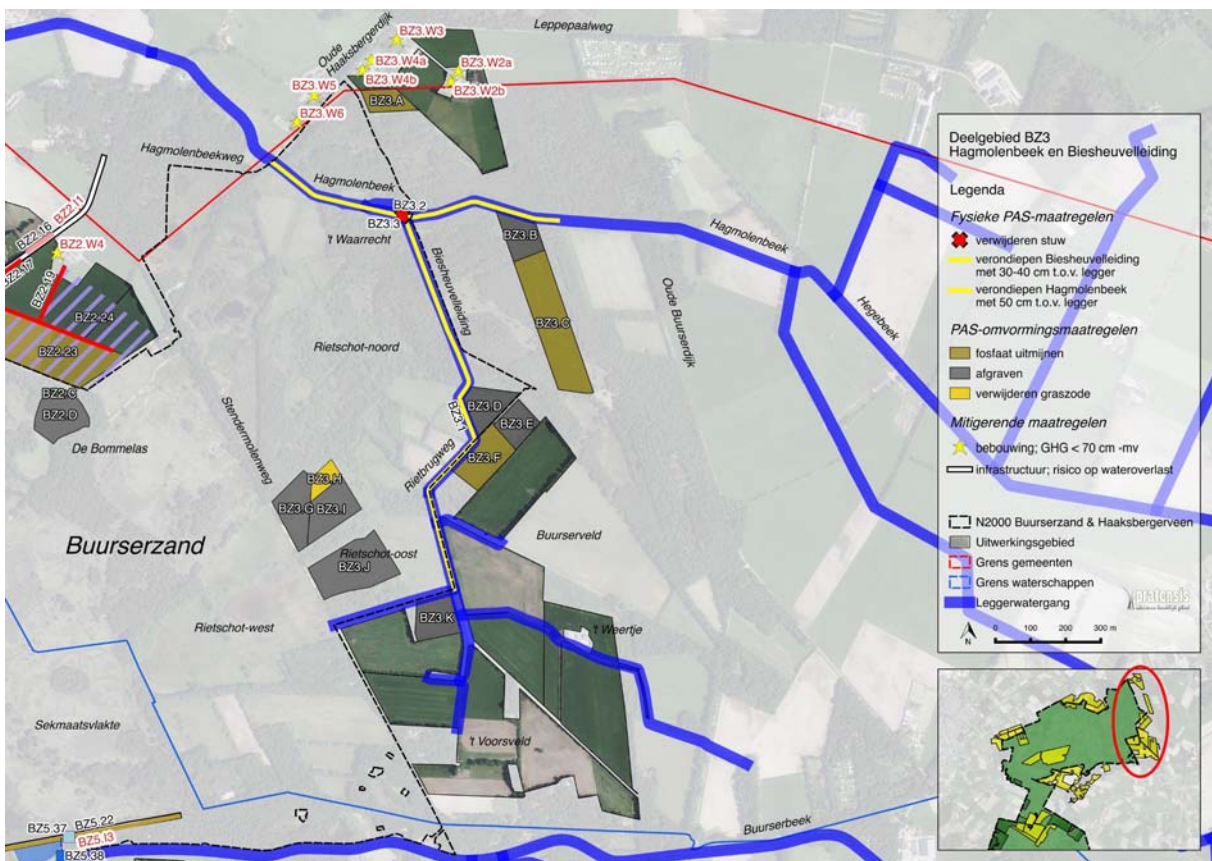 BZ3.W3
Leppepaalweg
Oude
Haaksbergerdijk
BZ3.W4a
BZ3.W4b
BZ3.W2a
BZ3.W2b
BZ3.W5
BZ3.A
BZ3.W6
Hagmolenbeekweg
Hagmolenbeek
BZ3.2
BZ3.3
't Waarrecht
BZ3.B
Hagmolenbeek
BZ2.16
BZ2.I1
BZ2.W4
BZ2.17
BZ2.19
BZ2.24
BZ2.23
BZ2.C
BZ2.D
De Bommelas
Biesheuvelleiding
BZ3.C
Oude Buurserdijk
Hegebeek
Rietschot-noord
Stendermolenweg
BZ3.1
BZ3.D
BZ3.E
BZ3.F
Rietbrugweg
BZ3.H
BZ3.G
BZ3.I
Buurserzand
Rietschot-oost
BZ3.J
Buurserveld
BZ3.K
't Weertje
Rietschot-west
Sekmaatsvlakte
't Voorsveld
BZ5.37
BZ5.22
BZ5.I3
BZ5.38
Buurserbeek
Deelgebied BZ3
Hagmolenbeek en Biesheuvelleiding
Legenda
Fysieke PAS-maatregelen
verwijderen stuw
verondiepen Biesheuvelleiding
met 30-40 cm t.o.v. legger
verondiepen Hagmolenbeek
met 50 cm t.o.v. legger
PAS-omvormingsmaatregelen
fosfaat uitmijnen
afgraven
verwijderen graszode
Mitigerende maatregelen
bebouwing; GHG < 70 cm -mv
infrastructuur; risico op wateroverlast
N2000 Buurserzand & Haaksbergerveen
Uitwerkingsgebied
Grens gemeenten
Grens waterschappen
Leggerwatergang
pratensis
N
0 100 200 300 m